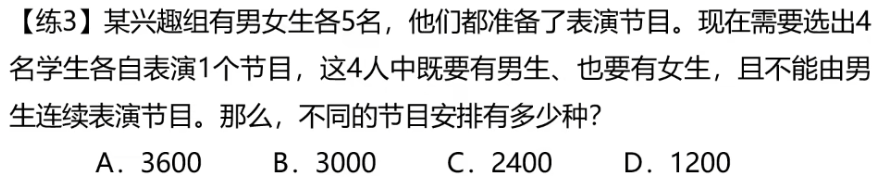 【练3】某兴趣组有男女生各5名，他们都准备了表演节目。现在需要选出4
名学生各自表演1个节目，这4人中既要有男生、也要有女生，且不能由男
生连续表演节目。那么，不同的节目安排有多少种？
A．3600 B．3000 C．2400 D．1200